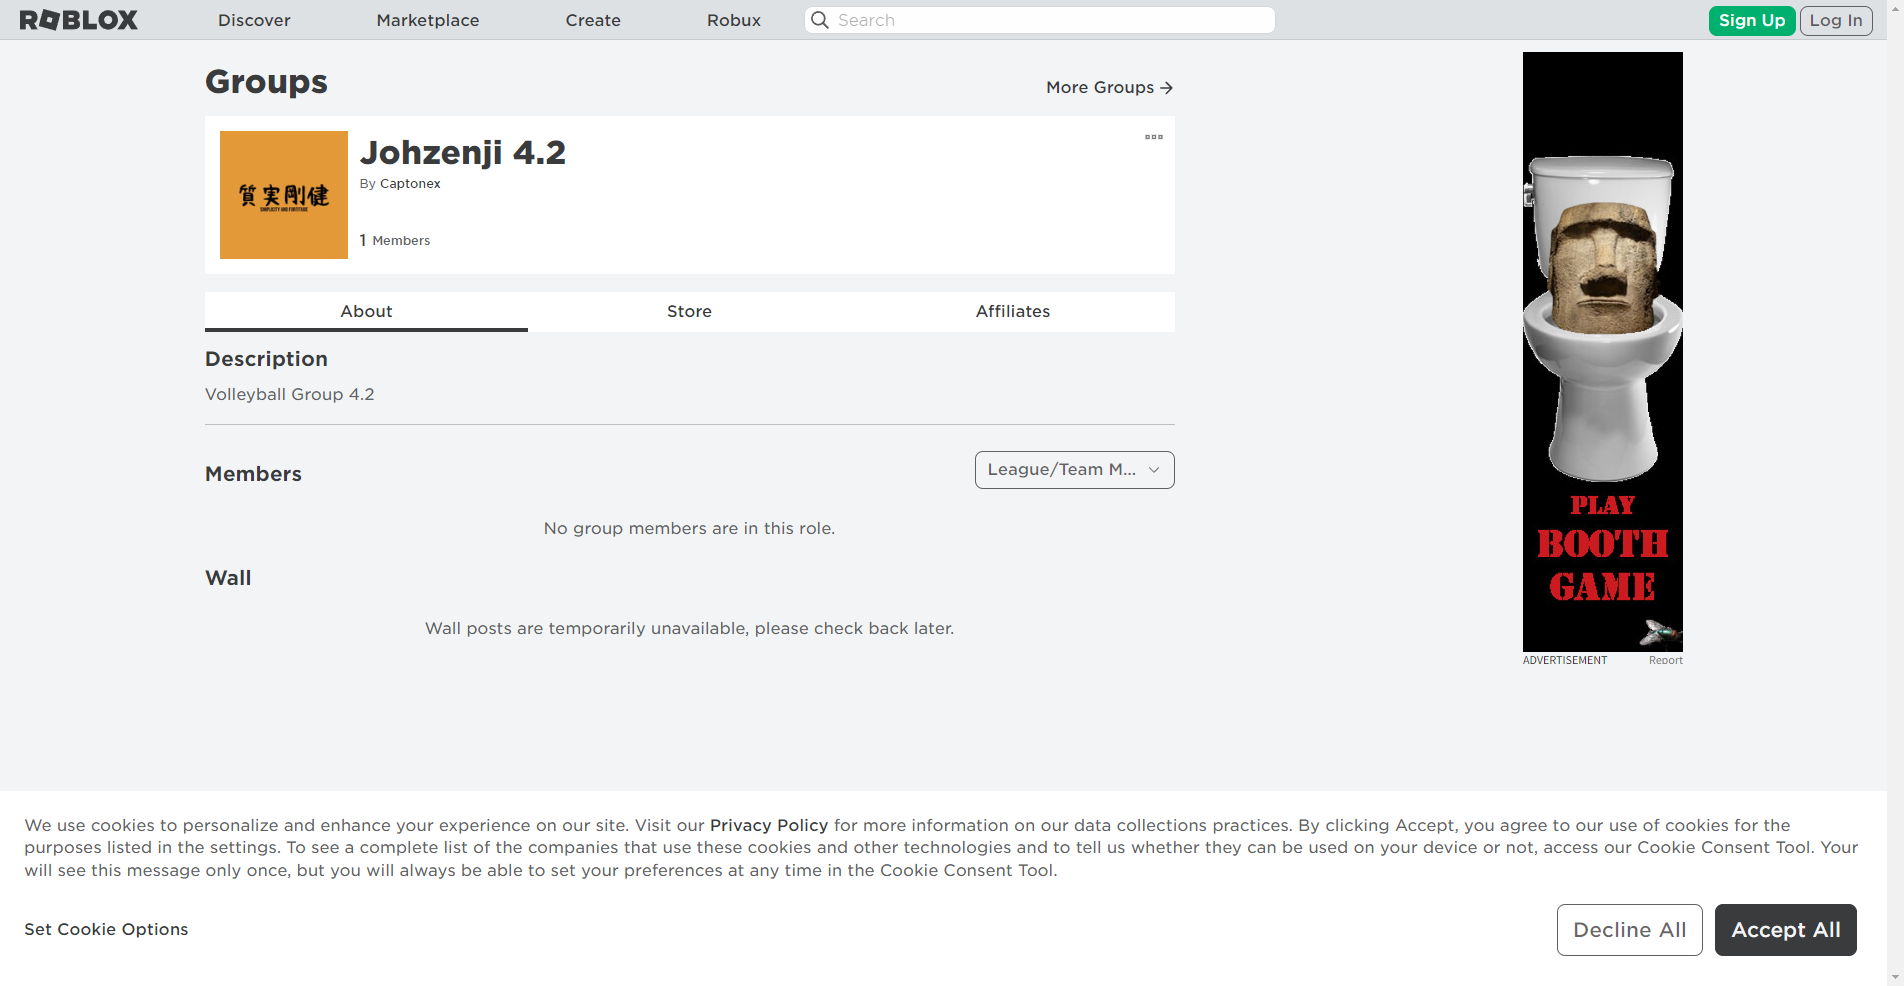 ROBLOX
Discover
Marketplace
Create
Robux
Search
Sign Up
Log In
Groups
More Groups
質実剛健
SIMPLICITY AND FORTITUDE
Johzenji 4.2
By Captonex
1 Members
About
Store
Affiliates
Description
Volleyball Group 4.2
Members
League/Team M...
No group members are in this role.
Wall
Wall posts are temporarily unavailable, please check back later.
PLAY
BOOTH
GAME
ADVERTISEMENT
Report
We use cookies to personalize and enhance your experience on our site. Visit our Privacy Policy for more information on our data collections practices. By clicking Accept, you agree to our use of cookies for the
purposes listed in the settings. To see a complete list of the companies that use these cookies and other technologies and to tell us whether they can be used on your device or not, access our Cookie Consent Tool. Your
will see this message only once, but you will always be able to set your preferences at any time in the Cookie Consent Tool.
Set Cookie Options
Decline All
Accept All